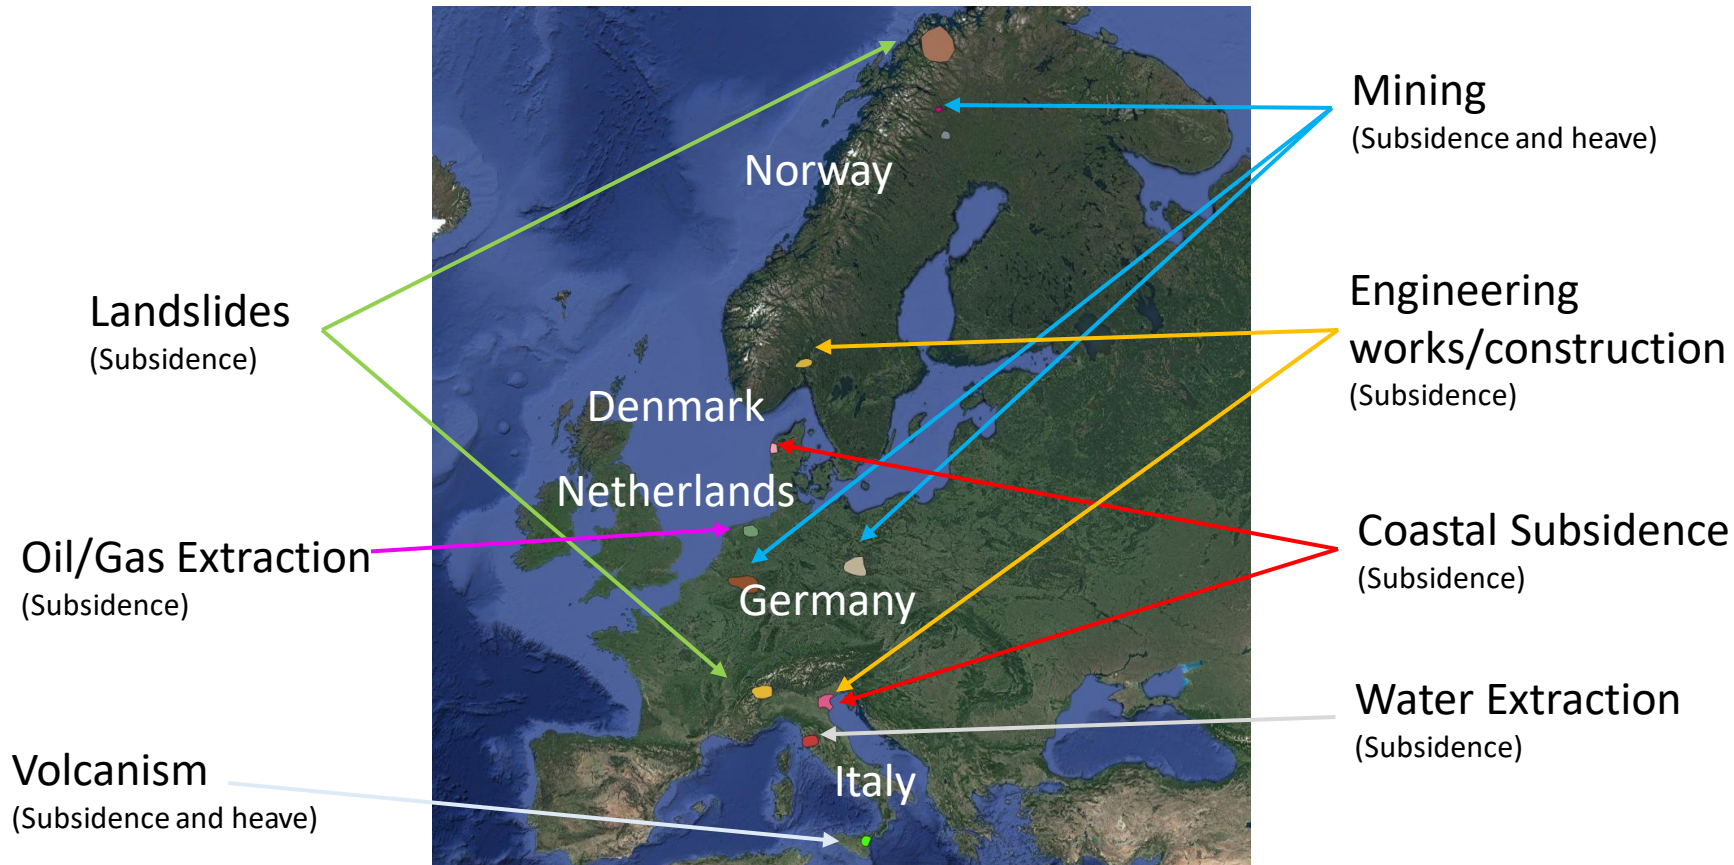 Landslides
(Subsidence)
Oil/Gas Extraction
(Subsidence)
Volcanism
(Subsidence and heave)
Norway
Denmark
Netherlands
Germany
Italy
Mining
(Subsidence and heave)
Engineering
works/construction
(Subsidence)
Coastal Subsidence
(Subsidence)
Water Extraction
(Subsidence)